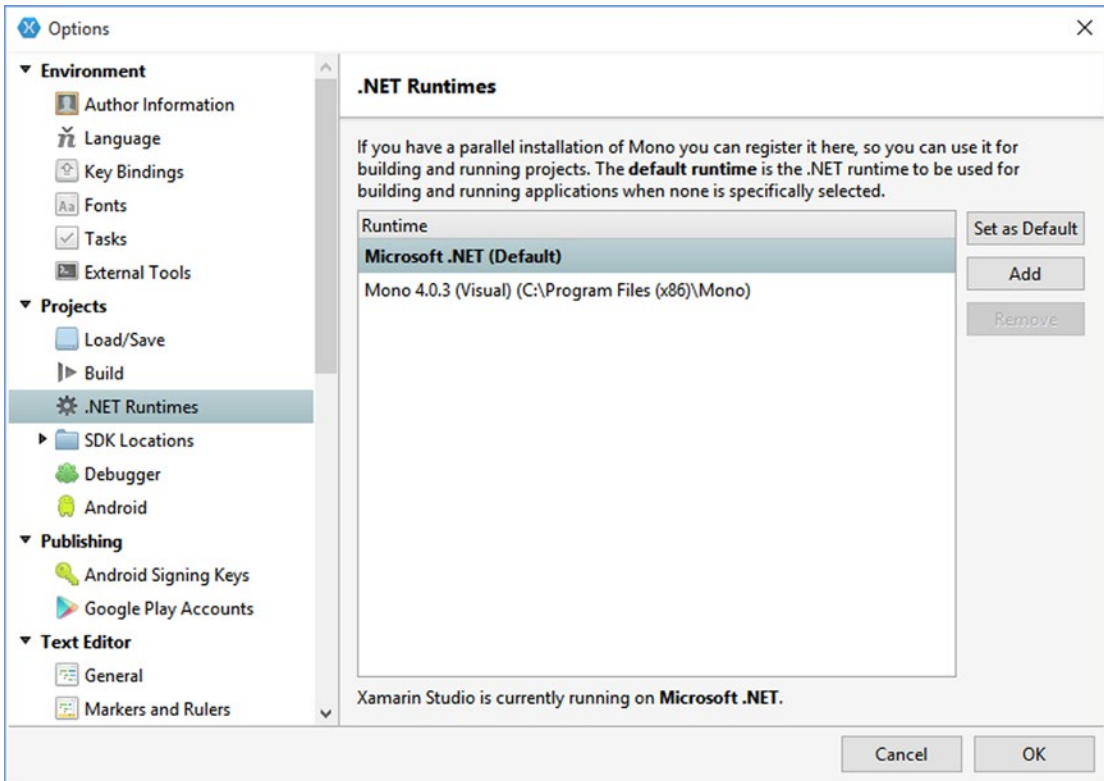 Options
Environment
Author Information
Language
Key Bindings
Fonts
Tasks
External Tools
Projects
Load/Save
Build
.NET Runtimes
SDK Locations
Debugger
Android
Publishing
Android Signing Keys
Google Play Accounts
Text Editor
General
Markers and Rulers
.NET Runtimes
If you have a parallel installation of Mono you can register it here, so you can use it for
building and running projects. The default runtime is the .NET runtime to be used for
building and running applications when none is specifically selected.
Runtime
Microsoft .NET (Default)
Mono 4.0.3 (Visual) (C:\Program Files (x86)\Mono)
Set as Default
Add
Remove
Xamarin Studio is currently running on Microsoft .NET.
Cancel
OK